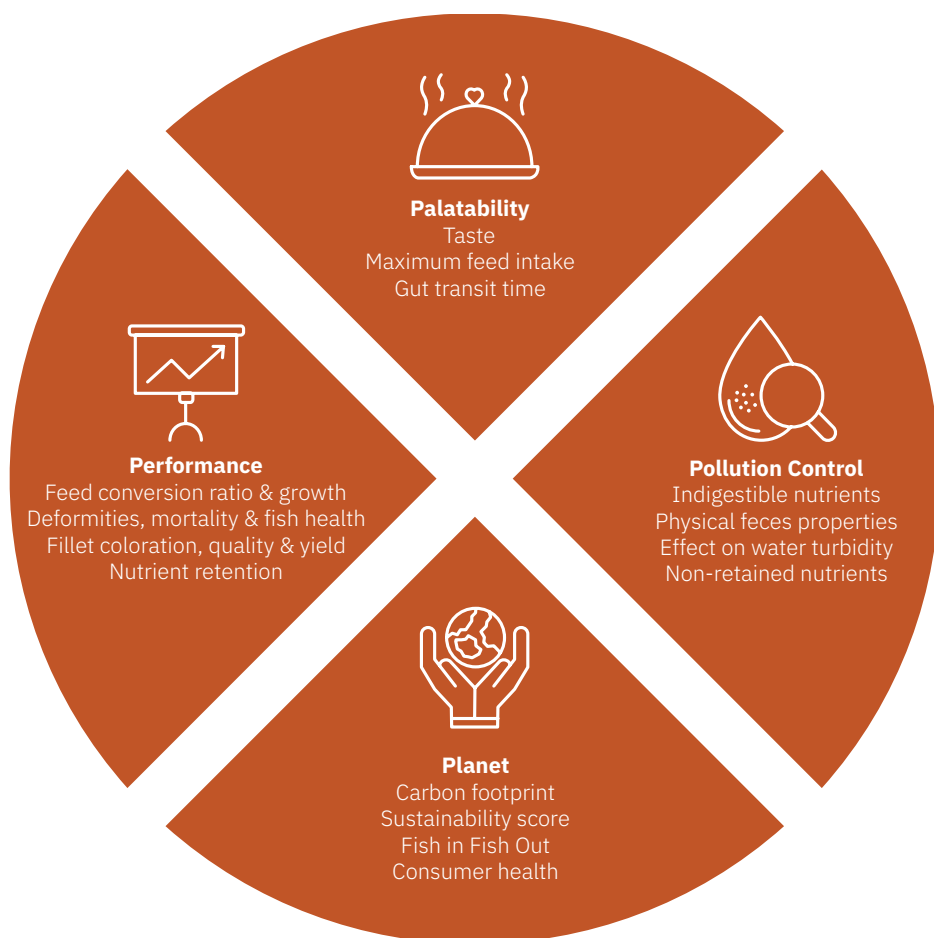 Palatability
Taste
Maximum feed intake
Gut transit time
Performance
Feed conversion ratio & growth
Deformities, mortality & fish health
Fillet coloration, quality & yield
Nutrient retention
Pollution Control
Indigestible nutrients
Physical feces properties
Effect on water turbidity
Non-retained nutrients
Planet
Carbon footprint
Sustainability score
Fish in Fish Out
Consumer health